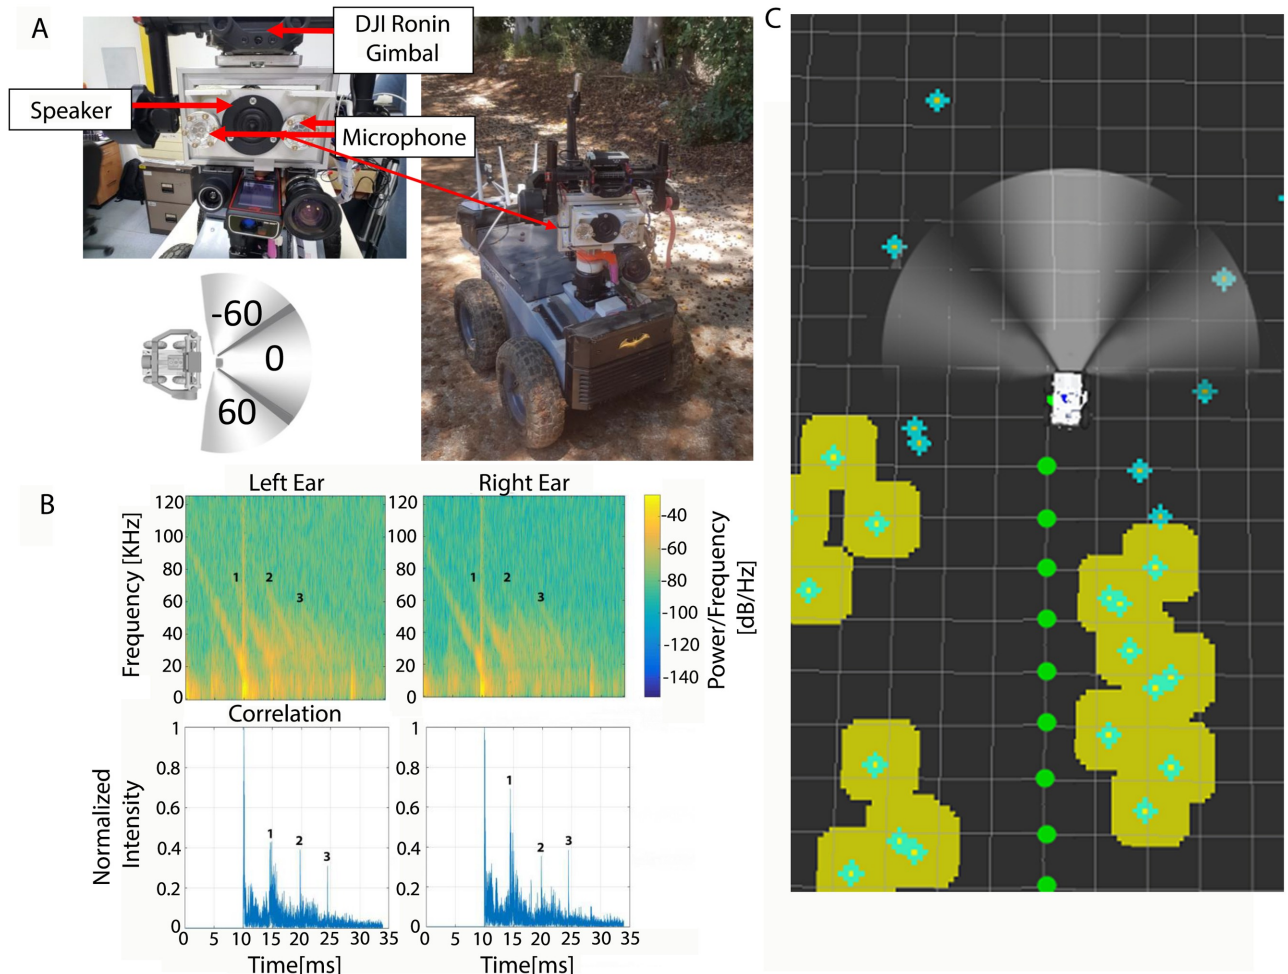 A
DJI Ronin
Gimbal
Speaker
Microphone
-60
0
60
B
Left Ear
Right Ear
Frequency [KHz]
120
100
80
60
40
20
0
1
2
3
120
100
80
60
40
20
0
1
2
3
-40
-60
-80
-100
-120
-140
Power/Frequency
[dB/Hz]
Correlation
Normalized
Intensity
1
0.8
0.6
0.4
0.2
0
1
2
3
0 5 10 15 20 25 30 35
Time[ms]
1
0.8
0.6
0.4
0.2
0
1
2
3
0 5 10 15 20 25 30 35
Time[ms]
C